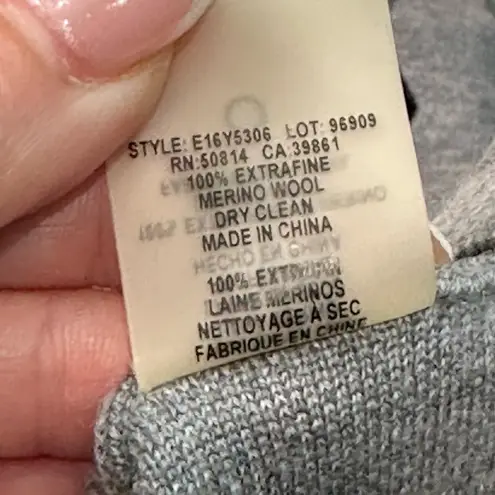 STYLE: E16Y5306 LOT: 96909
RN:50814 CA:39861
100% EXTRAFINE
MERINO WOOL
DRY CLEAN
MADE IN CHINA
HECHO EN CHINA
100%
LAINE MERINOS
NETTOYAGE À SEC
FABRIQUE EN CHINE